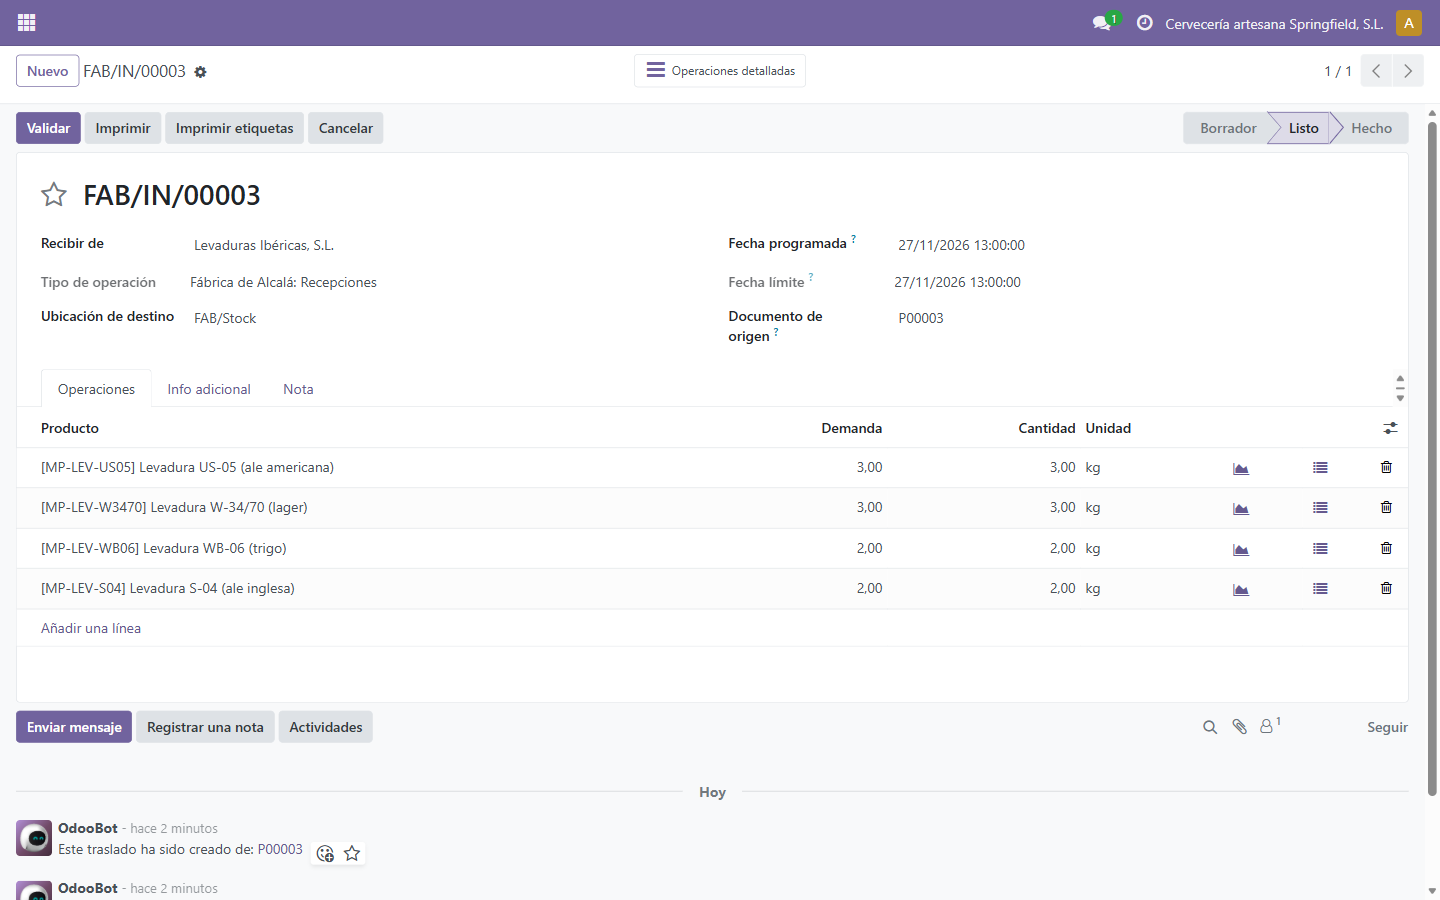 1
Cervecería artesana Springfield, S.L.
A
Nuevo
FAB/IN/00003
Operaciones detalladas
1 / 1
Validar
Imprimir
Imprimir etiquetas
Cancelar
Borrador
Listo
Hecho
FAB/IN/00003
Recibir de
Levaduras Ibéricas, S.L.
Fecha programada ?
27/11/2026 13:00:00
Tipo de operación
Fábrica de Alcalá: Recepciones
Fecha límite ?
27/11/2026 13:00:00
Ubicación de destino
FAB/Stock
Documento de
origen ?
P00003
Operaciones
Info adicional
Nota
Producto Demanda Cantidad Unidad
[MP-LEV-US05] Levadura US-05 (ale americana) 3,00 3,00 kg
[MP-LEV-W3470] Levadura W-34/70 (lager) 3,00 3,00 kg
[MP-LEV-WB06] Levadura WB-06 (trigo) 2,00 2,00 kg
[MP-LEV-S04] Levadura S-04 (ale inglesa) 2,00 2,00 kg
Añadir una línea
Enviar mensaje
Registrar una nota
Actividades
1
Seguir
Hoy
OdooBot - hace 2 minutos
Este traslado ha sido creado de: P00003
OdooBot - hace 2 minutos